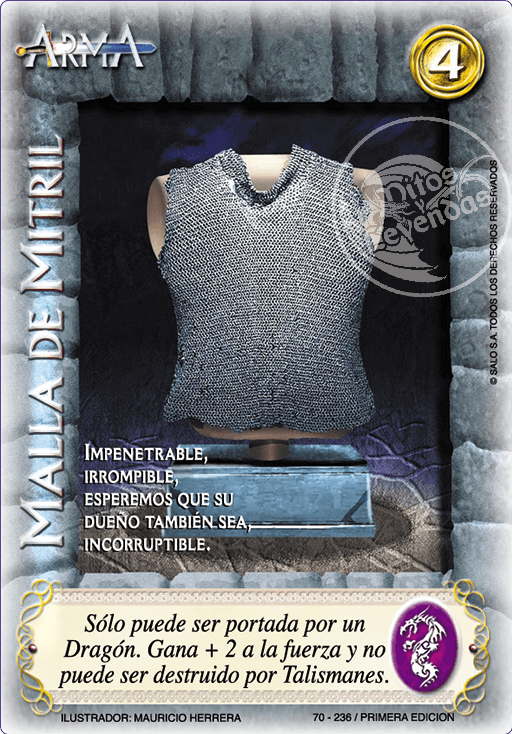 ARMA
4
MALLA DE MITRIL
Mitos
y
Leyendas
© SALO S.A. TODOS LOS DERECHOS RESERVADOS
IMPENETRABLE,
IRROMPIBLE,
ESPEREMOS QUE SU
DUEÑO TAMBIÉN SEA,
INCORRUPTIBLE.
Sólo puede ser portada por un
Dragón. Gana + 2 a la fuerza y no
puede ser destruido por Talismanes.
ILUSTRADOR: MAURICIO HERRERA
70 - 236 / PRIMERA EDICION